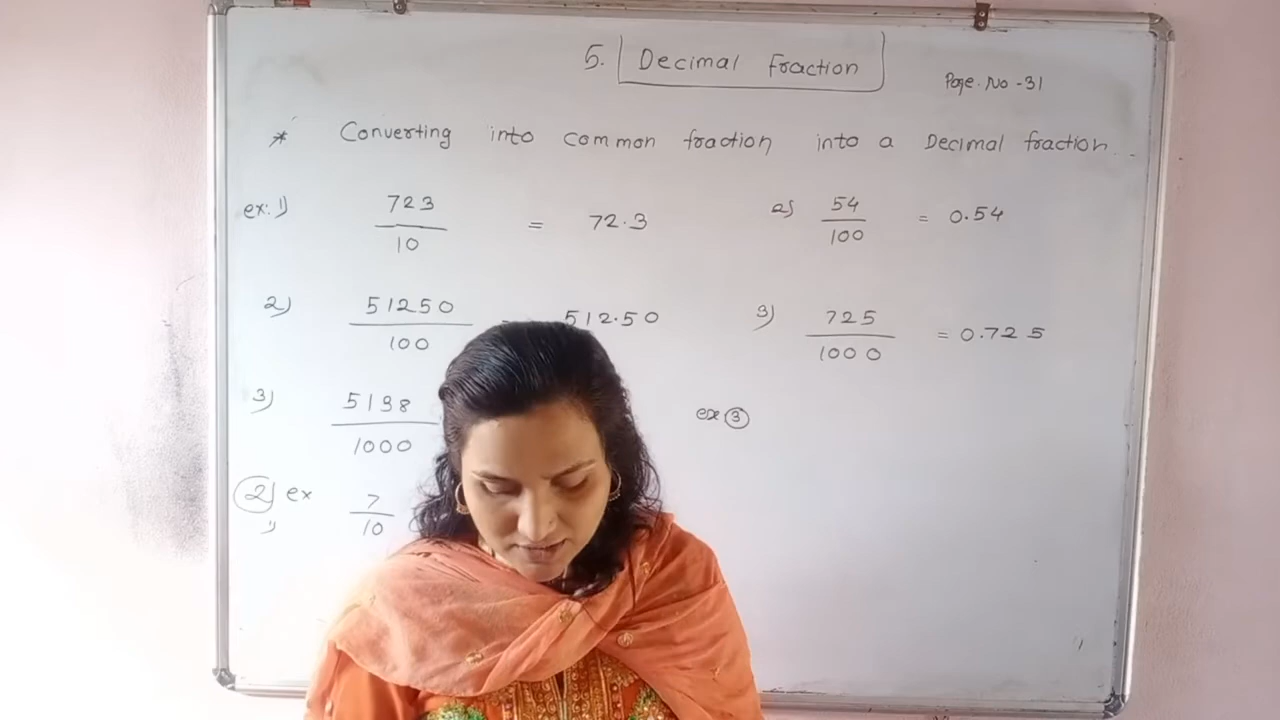 5. Decimal Fraction
Page. No -31
* Converting into common fraction into a Decimal fraction...
ex:1) 723/10 = 72.3
2) 54/100 = 0.54
2) 51250/100 = 512.50
3) 725/1000 = 0.725
3) 5198/1000
ex ③
② ex
1) 7/10